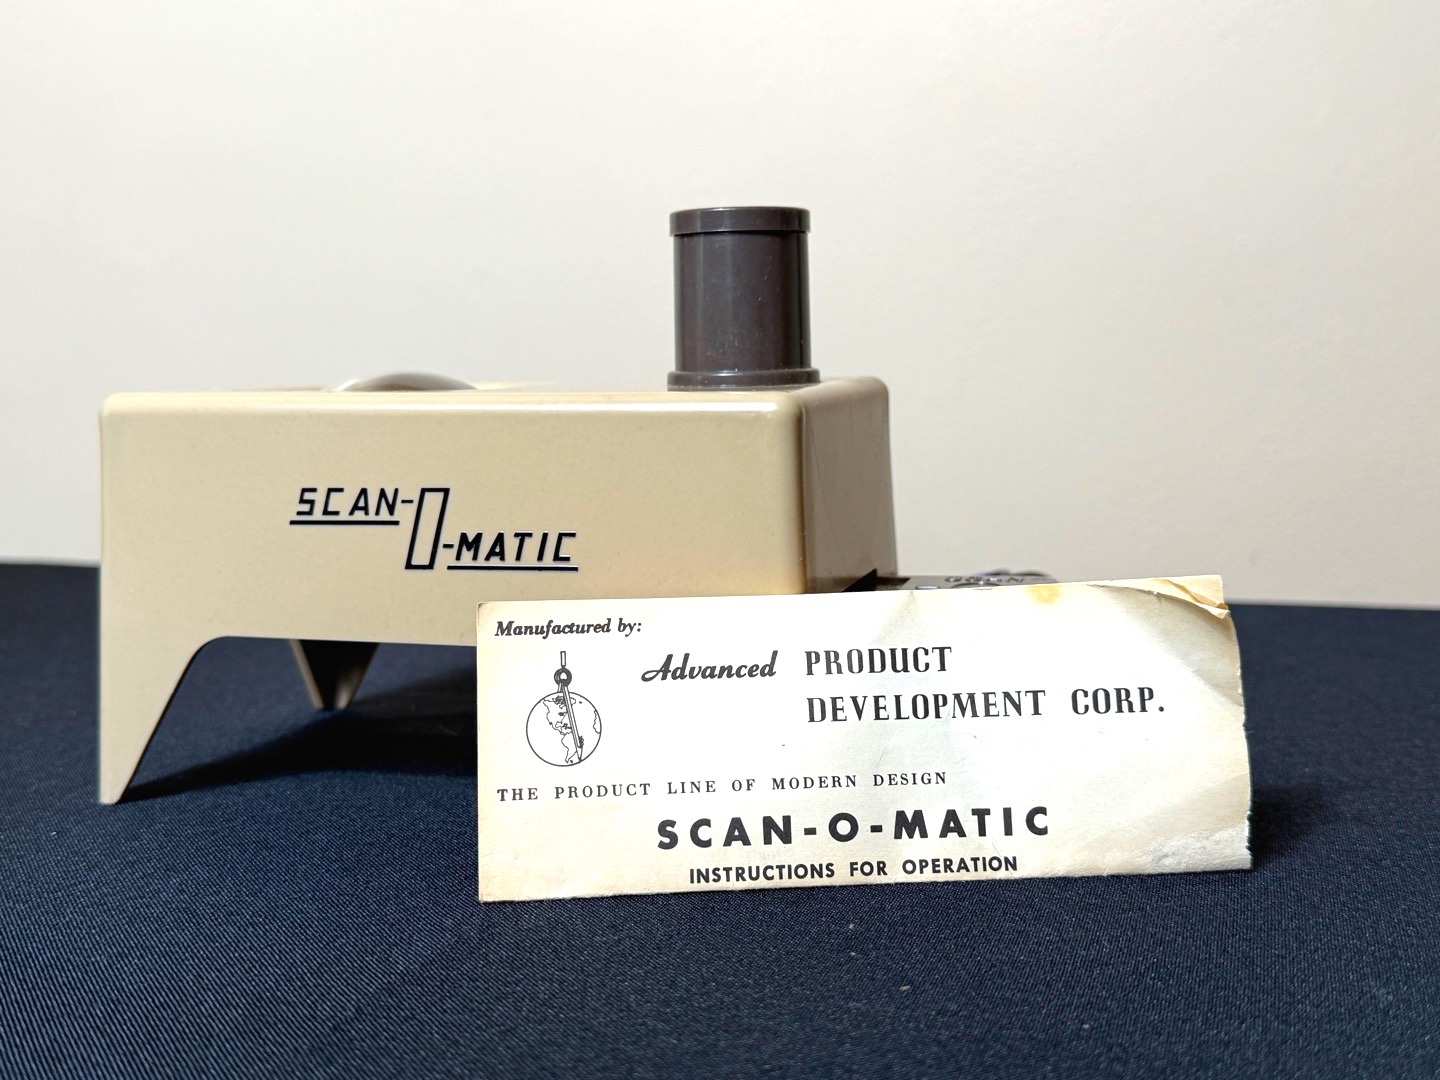 SCAN-O-MATIC
Manufactured by:
Advanced PRODUCT
DEVELOPMENT CORP.
THE PRODUCT LINE OF MODERN DESIGN
SCAN-O-MATIC
INSTRUCTIONS FOR OPERATION